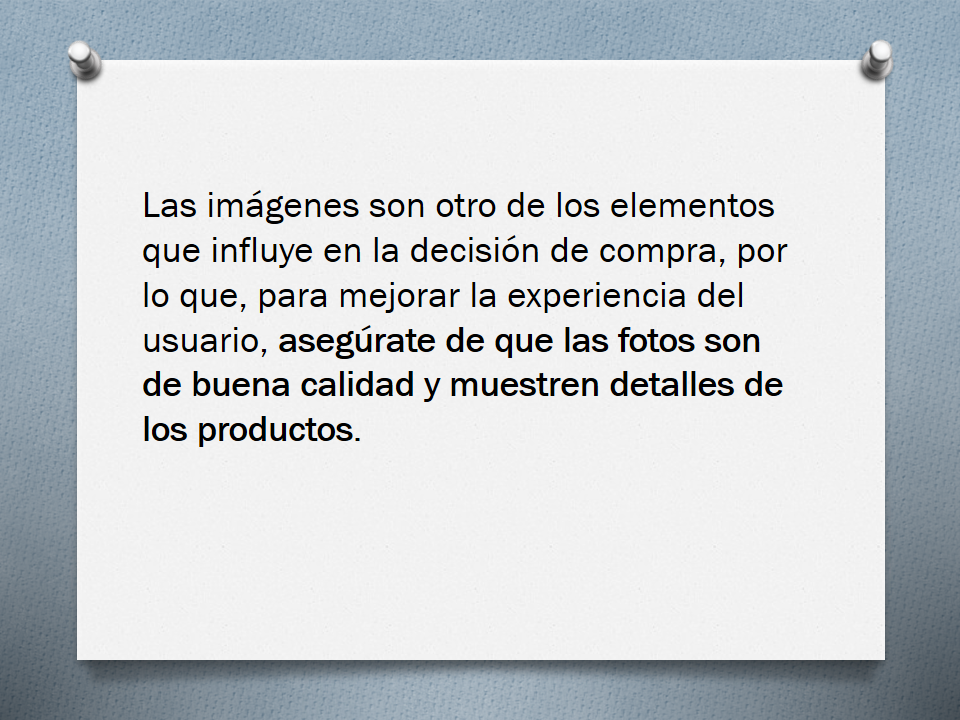 Las imágenes son otro de los elementos
que influye en la decisión de compra, por
lo que, para mejorar la experiencia del
usuario, asegúrate de que las fotos son
de buena calidad y muestren detalles de
los productos.